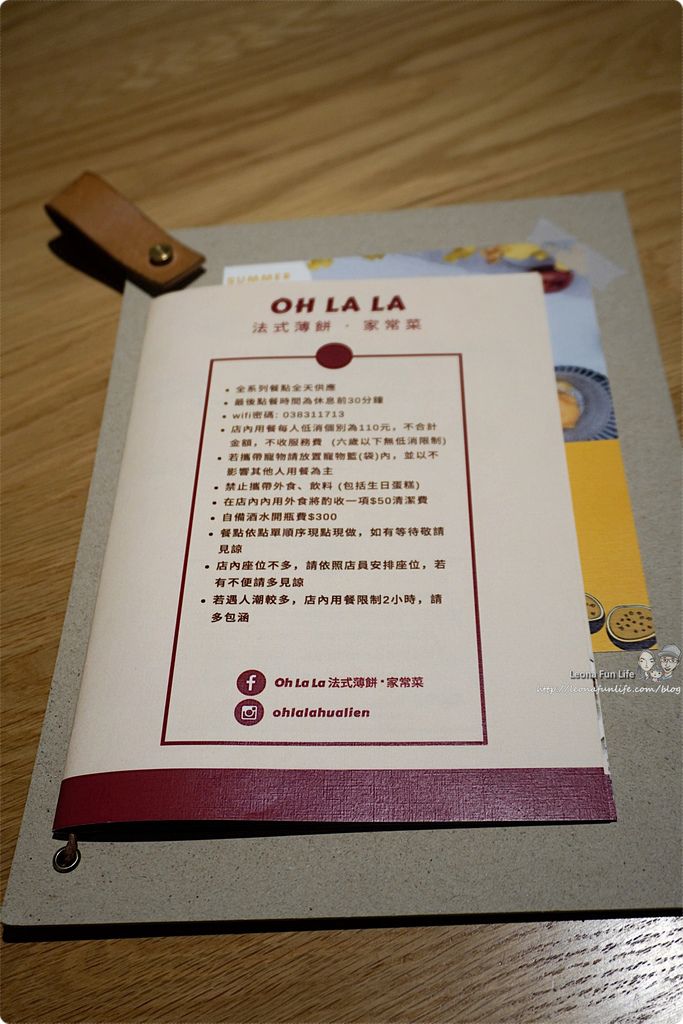 SUMMER
OH LA LA
法式薄餅 · 家常菜
• 全系列餐點全天供應
• 最後點餐時間為休息前30分鐘
• wifi密碼: 038311713
• 店內用餐每人低消個別為110元，不合計
金額，不收服務費 (六歲以下無低消限制)
• 若攜帶寵物請放置寵物籃(袋)內，並以不
影響其他人用餐為主
• 禁止攜帶外食、飲料 (包括生日蛋糕)
• 在店內內用外食將酌收一項$50清潔費
• 自備酒水開瓶費$300
• 餐點依點單順序現點現做，如有等待敬請
見諒
• 店內座位不多，請依照店員安排座位，若
有不便請多見諒
• 若遇人潮較多，店內用餐限制2小時，請
多包涵
Oh La La 法式薄餅·家常菜
ohlalahualien
Leona Fun Life
http://leonafunlife.com/blog